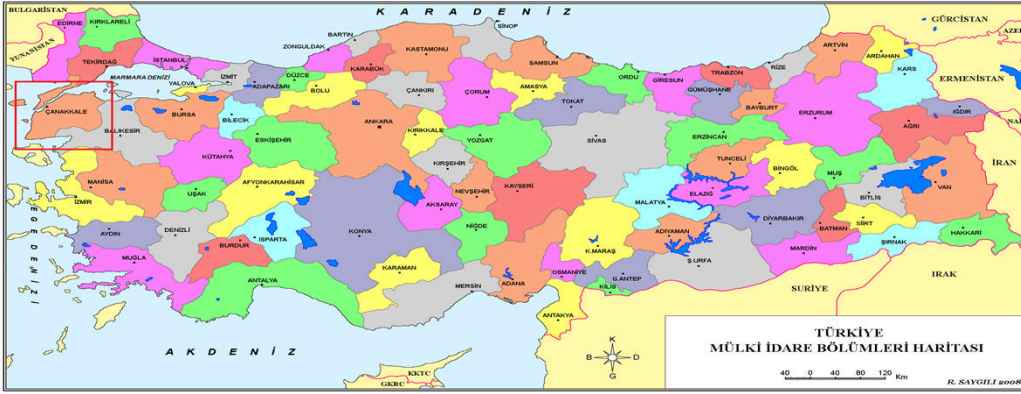 BULGARİSTAN
KARADENİZ
GÜRCİSTAN
YUNANİSTAN
EDİRNE
KIRKLARELİ
TEKİRDAĞ
İSTANBUL
MARMARA DENİZİ
YALOVA
İZMİT
ADAPAZARI
DÜZCE
ZONGULDAK
BARTIN
KARABÜK
KASTAMONU
SİNOP
SAMSUN
ORDU
GİRESUN
TRABZON
RİZE
ARTVİN
ARDAHAN
KARS
AZER
ERMENİSTAN
ÇANAKKALE
BALIKESİR
BURSA
BİLECİK
BOLU
ÇANKIRI
ÇORUM
AMASYA
TOKAT
GÜMÜŞHANE
BAYBURT
ERZURUM
IĞDIR
NAH
AĞRI
ESKİŞEHİR
ANKARA
KIRIKKALE
YOZGAT
SİVAS
ERZİNCAN
KÜTAHYA
KIRŞEHİR
TUNCELİ
BİNGÖL
MUŞ
İRAN
MANİSA
UŞAK
AFYONKARAHİSAR
NEVŞEHİR
KAYSERİ
MALATYA
ELAZIĞ
BİTLİS
VAN
İZMİR
AKSARAY
EGE DENİZİ
AYDIN
DENİZLİ
ISPARTA
BURDUR
KONYA
NİĞDE
K.MARAŞ
ADIYAMAN
DİYARBAKIR
BATMAN
SİİRT
ŞIRNAK
HAKKARİ
MUĞLA
ANTALYA
KARAMAN
MERSİN
ADANA
OSMANİYE
G.ANTEP
KİLİS
Ş.URFA
MARDİN
IRAK
SURİYE
ANTAKYA
AKDENİZ
KKTC
GKRC
K
B
D
G
TÜRKİYE
MÜLKİ İDARE BÖLÜMLERİ HARİTASI
40 0 40 80 120 Km
R. SAYGILI 2008